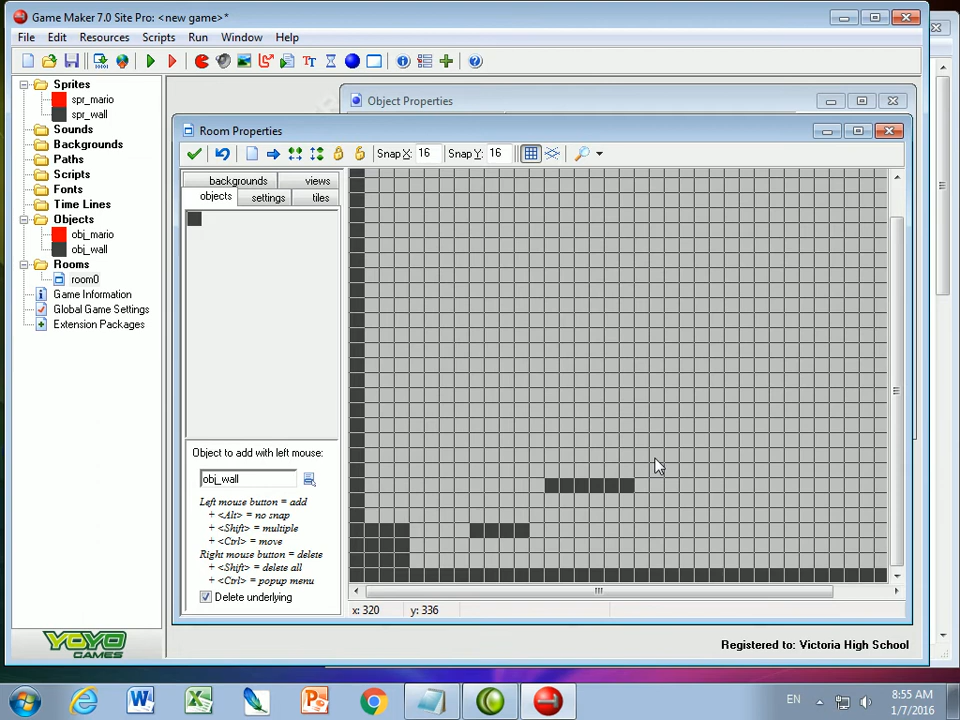 Game Maker 7.0 Site Pro: <new game>*
File Edit Resources Scripts Run Window Help
Sprites
spr_mario
spr_wall
Sounds
Backgrounds
Paths
Scripts
Fonts
Time Lines
Objects
obj_mario
obj_wall
Rooms
room0
Game Information
Global Game Settings
Extension Packages
YOYO
GAMES
Object Properties
Room Properties
Snap X: 16 Snap Y: 16
backgrounds views
objects settings tiles
Object to add with left mouse:
obj_wall
Left mouse button = add
+ <Alt> = no snap
+ <Shift> = multiple
+ <Ctrl> = move
Right mouse button = delete
+ <Shift> = delete all
+ <Ctrl> = popup menu
Delete underlying
x: 320 y: 336
Registered to: Victoria High School
EN
8:55 AM
1/7/2016